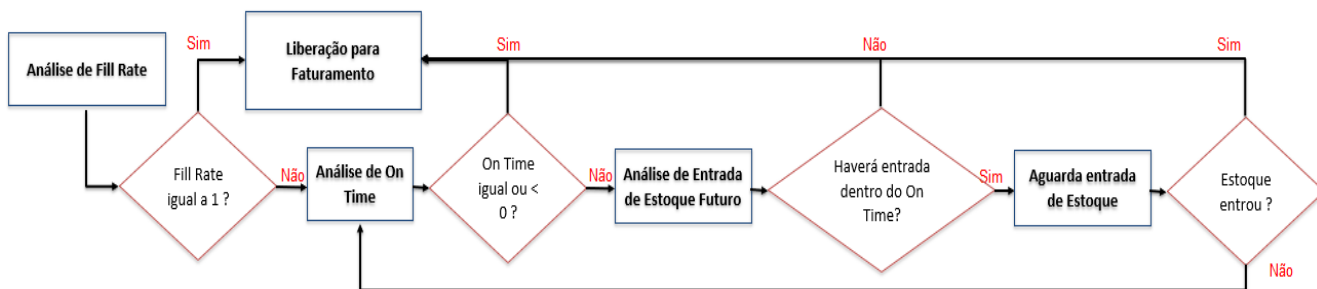 Análise de Fill Rate
Sim
Liberação para
Faturamento
Fill Rate
igual a 1 ?
Não
Análise de On
Time
Sim
On Time
igual ou <
0 ?
Não
Análise de Entrada
de Estoque Futuro
Não
Haverá entrada
dentro do On
Time?
Sim
Aguarda entrada
de Estoque
Sim
Estoque
entrou ?
Não